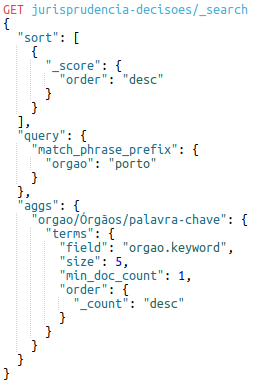 GET jurisprudencia-decisoes/_search
{
  "sort": [
    {
      "_score": {
        "order": "desc"
      }
    }
  ],
  "query": {
    "match_phrase_prefix": {
      "orgao": "porto"
    }
  },
  "aggs": {
    "orgao/Órgãos/palavra-chave": {
      "terms": {
        "field": "orgao.keyword",
        "size": 5,
        "min_doc_count": 1,
        "order": {
          "_count": "desc"
        }
      }
    }
  }
}